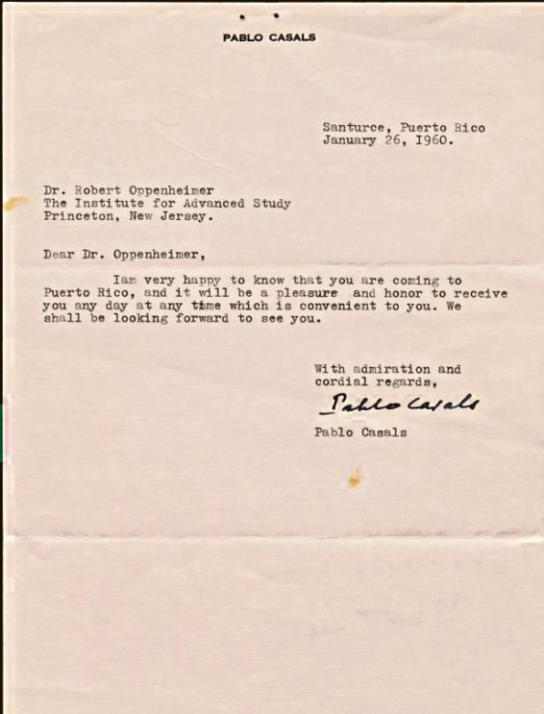 PABLO CASALS
Santurce, Puerto Rico
January 26, 1960.
Dr. Robert Oppenheimer
The Institute for Advanced Study
Princeton, New Jersey.
Dear Dr. Oppenheimer,
Iam very happy to know that you are coming to
Puerto Rico, and it will be a pleasure and honor to receive
you any day at any time which is convenient to you. We
shall be looking forward to see you.
With admiration and
cordial regards,
Pablo Casals
Pablo Casals